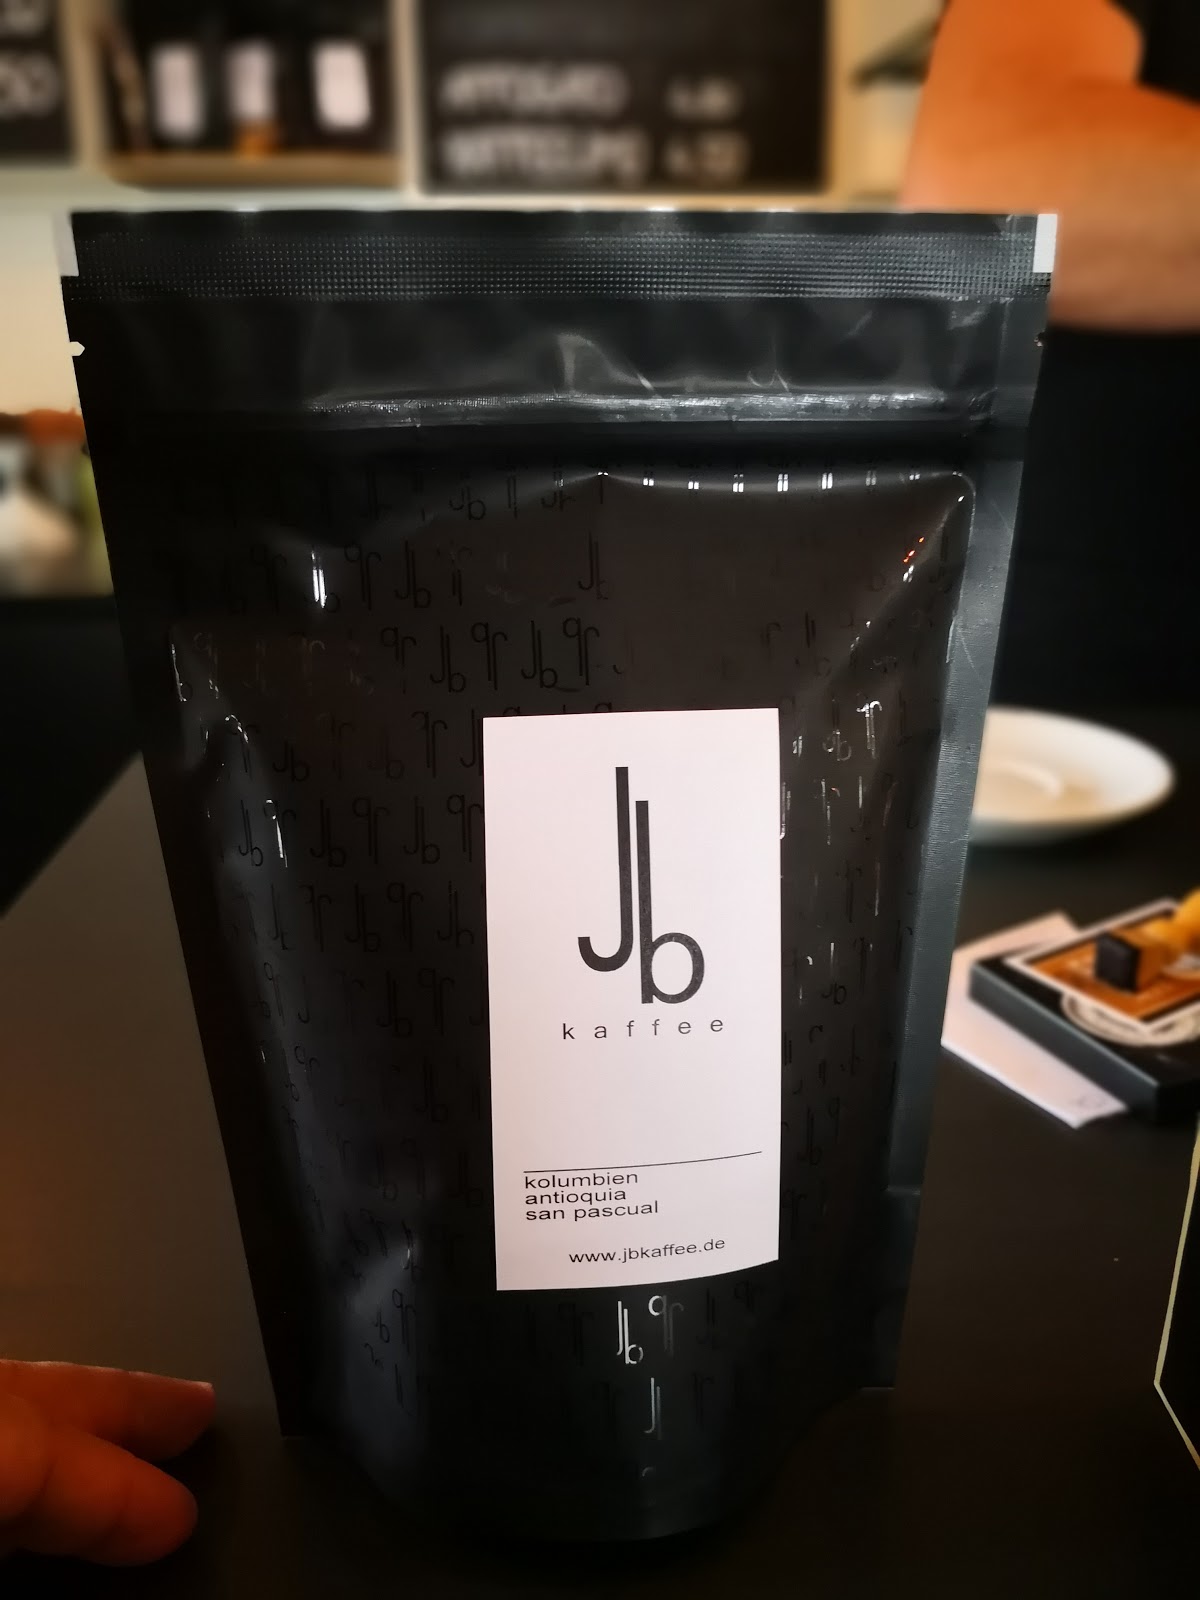 Jb
kaffee
kolumbien
antioquia
san pascual
www.jbkaffee.de